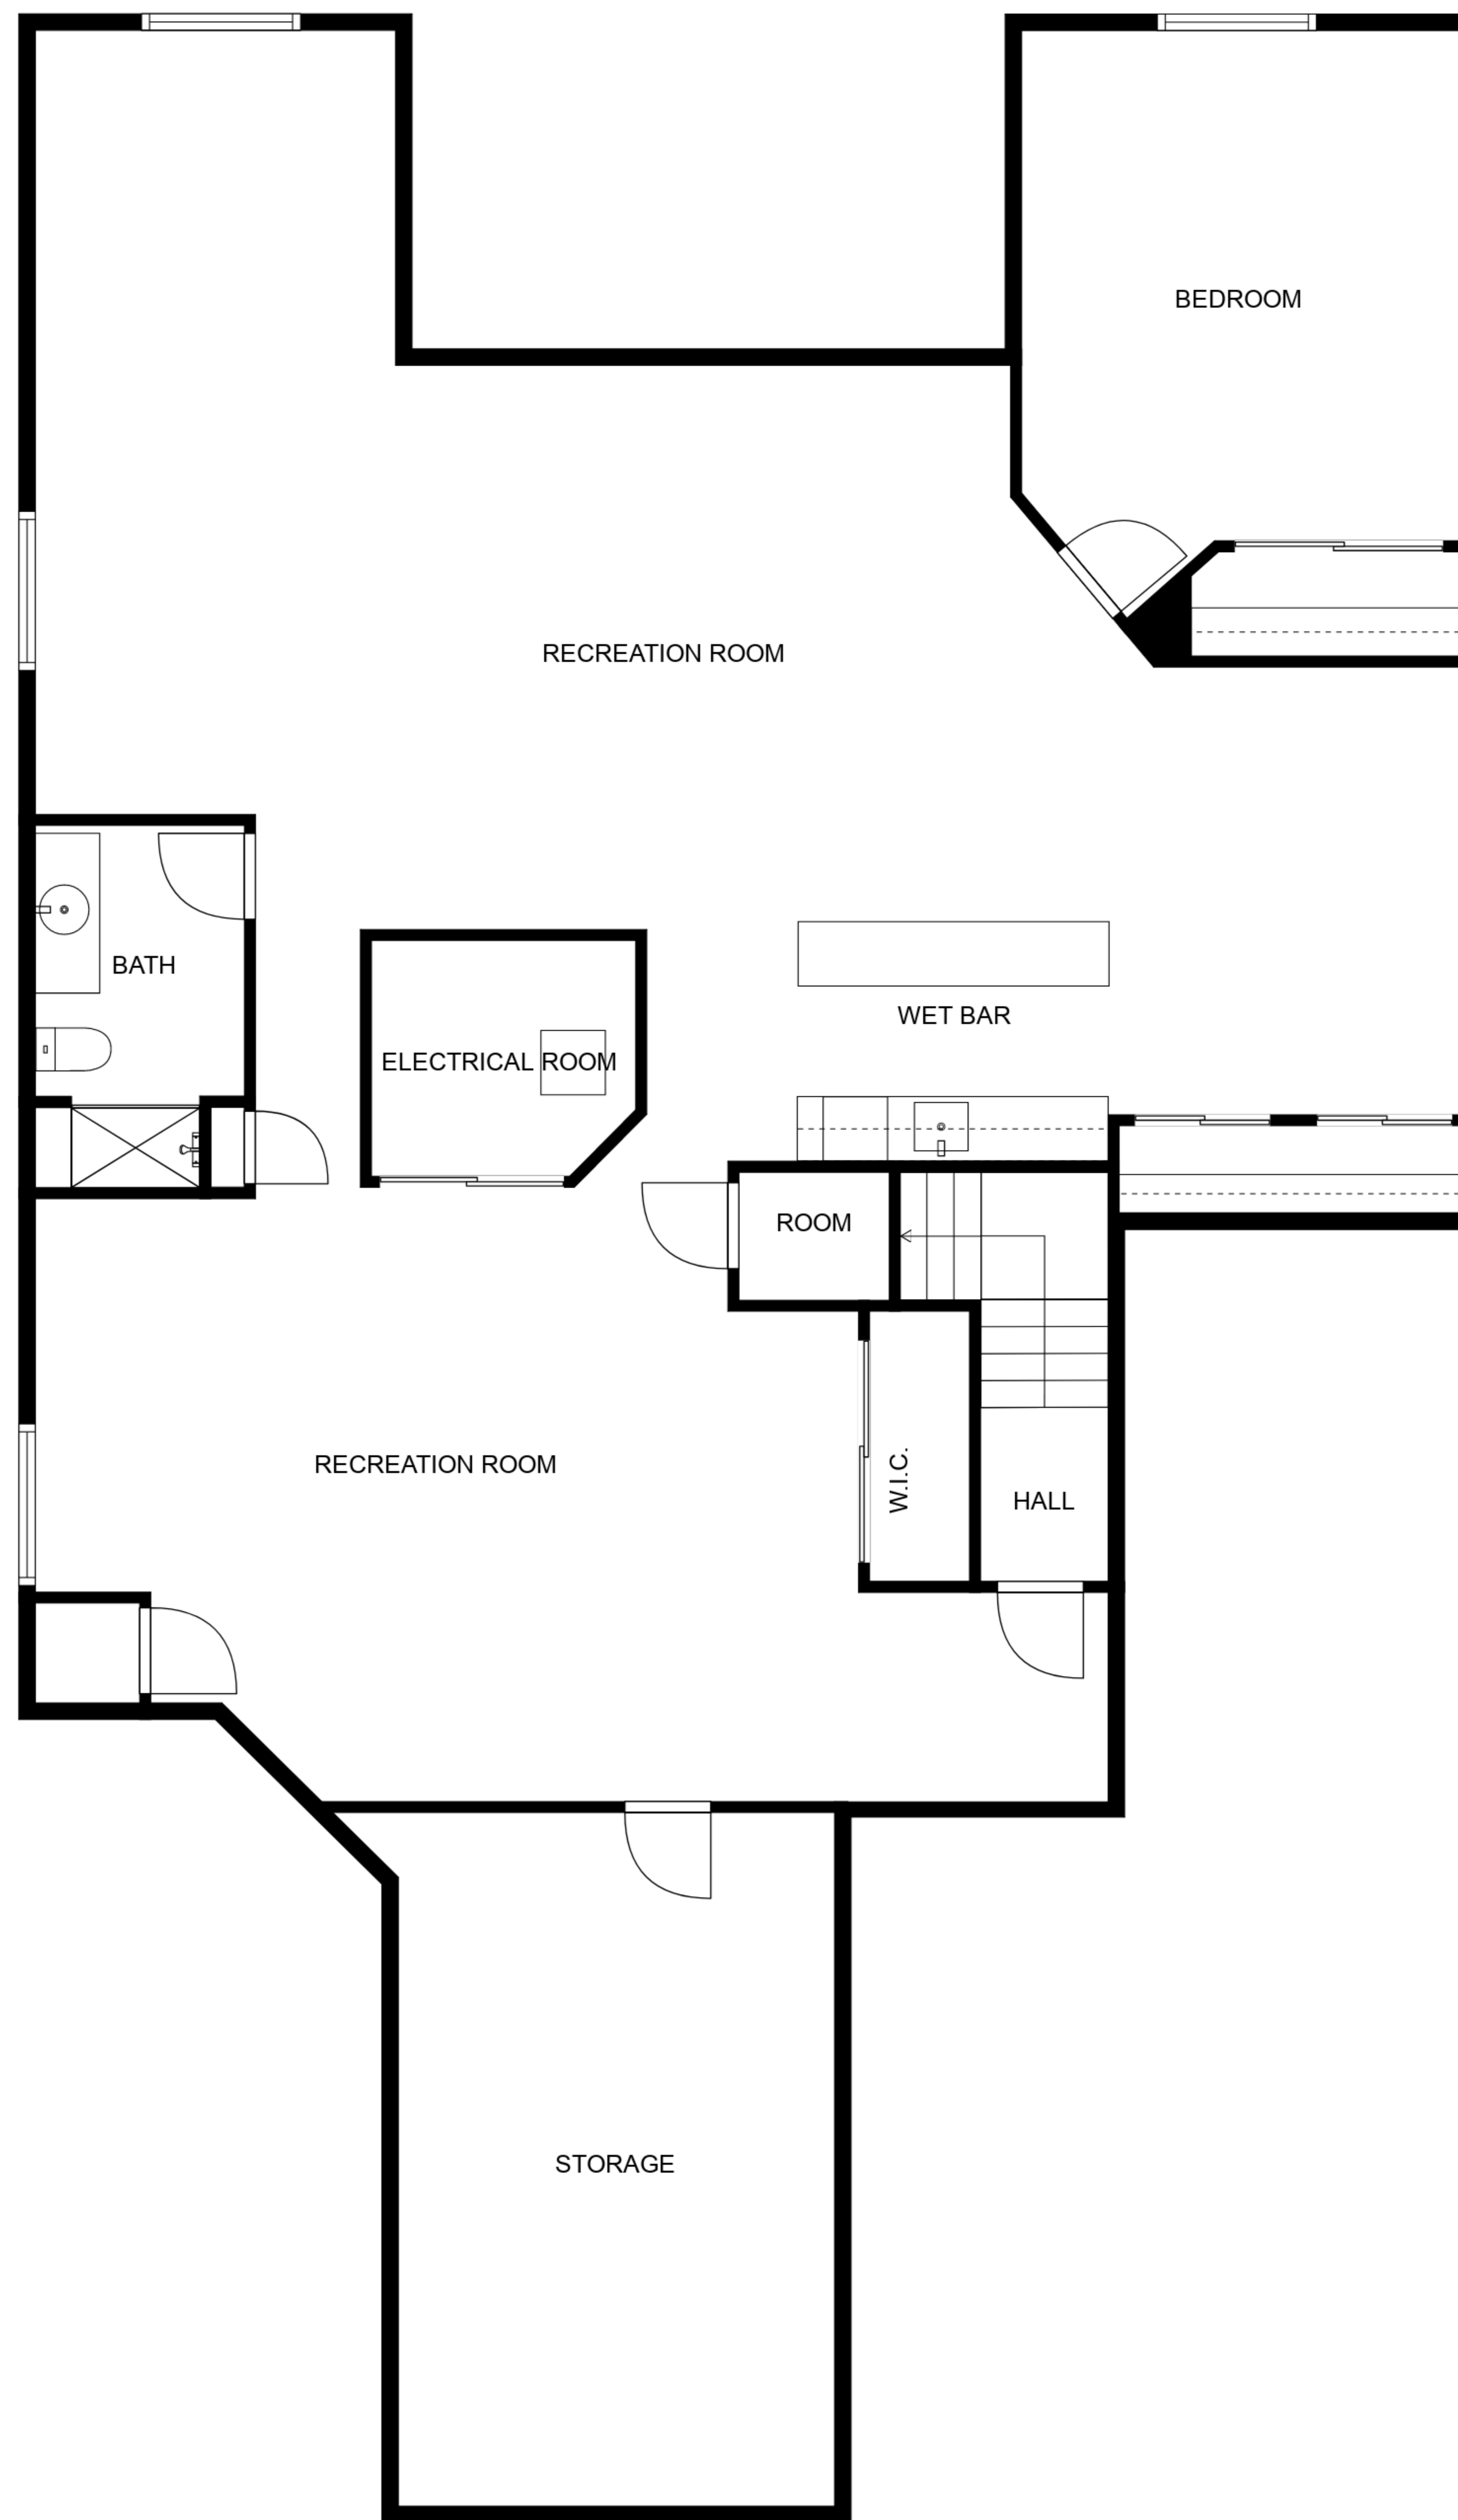 BEDROOM
RECREATION ROOM
BATH
WET BAR
ELECTRICAL ROOM
ROOM
RECREATION ROOM
W.I.C.
HALL
STORAGE